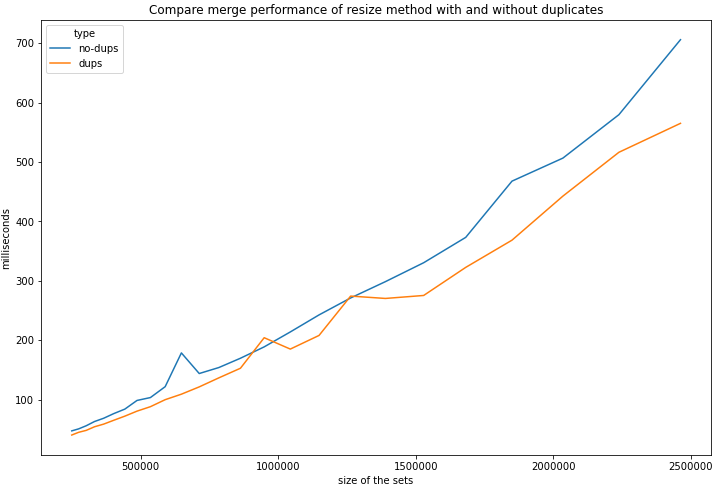 Compare merge performance of resize method with and without duplicates
type
no-dups
dups
700
600
500
400
300
200
100
milliseconds
500000
1000000
1500000
2000000
2500000
size of the sets